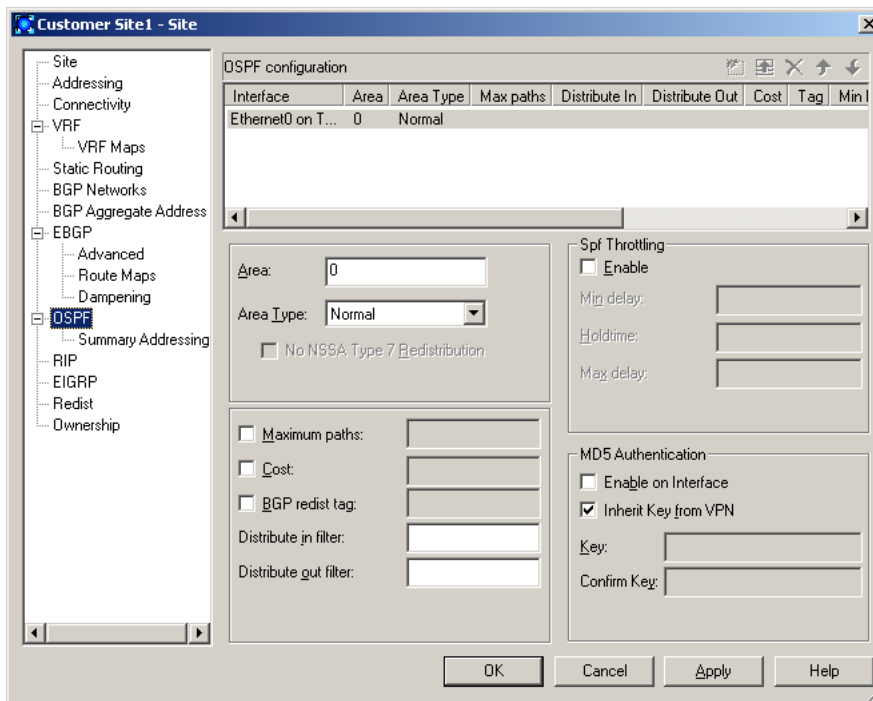 Customer Site1 - Site
Site
Addressing
Connectivity
VRF
VRF Maps
Static Routing
BGP Networks
BGP Aggregate Address
EBGP
Advanced
Route Maps
Dampening
OSPF
Summary Addressing
RIP
EIGRP
Redist
Ownership
OSPF configuration
Interface Area Area Type Max paths Distribute In Distribute Out Cost Tag Min
Ethernet0 on T... 0 Normal
Area: 0
Area Type: Normal
No NSSA Type 7 Redistribution
Maximum paths:
Cost:
BGP redist tag:
Distribute in filter:
Distribute out filter:
Spf Throttling
Enable
Min delay:
Holdtime:
Max delay:
MD5 Authentication
Enable on Interface
Inherit Key from VPN
Key:
Confirm Key:
OK Cancel Apply Help